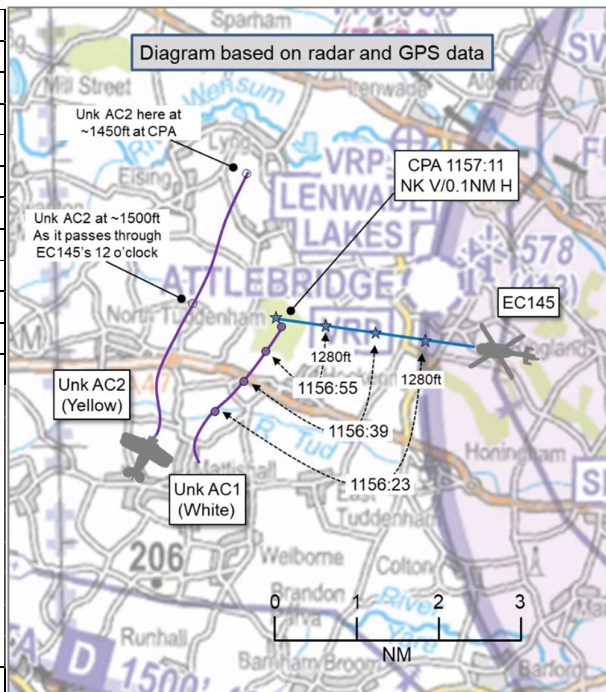 Sparham
Diagram based on radar and GPS data
Mill Street
Lenwade
Wensum
Unk AC2 here at
~1450ft at CPA
Lyng
Elsing
VRP
LENWADE
LAKES
CPA 1157:11
NK V/0.1NM H
Unk AC2 at ~1500ft
As it passes through
EC145's 12 o'clock
578
ATTLEBRIDGE
EC145
North Tuddenham
VRP
1280ft
1156:55
1280ft
A47
Unk AC2
(Yellow)
1156:39
R. Tud
Honingham
1156:23
Unk AC1
(White)
East
Tuddenham
206
Welborne
Colton
Brandon
Parva
River
Yare
0 1 2 3
NM
Runhall
Barnham Broom
Barford
D
1500'